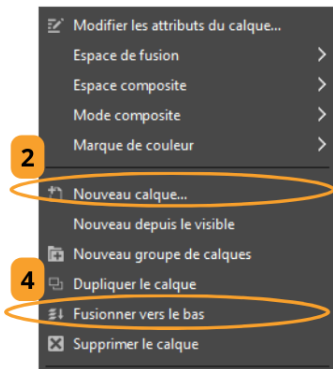 Modifier les attributs du calque...
Espace de fusion
Espace composite
Mode composite
Marque de couleur
2
Nouveau calque...
Nouveau depuis le visible
Nouveau groupe de calques
4
Dupliquer le calque
Fusionner vers le bas
Supprimer le calque